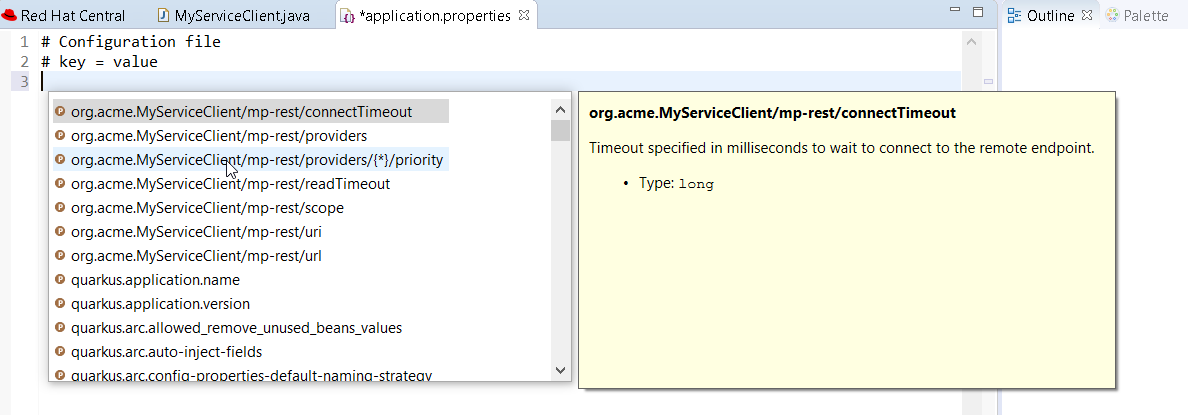 Red Hat Central
MyServiceClient.java
*application.properties
Outline
Palette
1 # Configuration file
2 # key = value
3
org.acme.MyServiceClient/mp-rest/connectTimeout
org.acme.MyServiceClient/mp-rest/providers
org.acme.MyServiceClient/mp-rest/providers/{*}/priority
org.acme.MyServiceClient/mp-rest/readTimeout
org.acme.MyServiceClient/mp-rest/scope
org.acme.MyServiceClient/mp-rest/uri
org.acme.MyServiceClient/mp-rest/url
quarkus.application.name
quarkus.application.version
quarkus.arc.allowed_remove_unused_beans_values
quarkus.arc.auto-inject-fields
quarkus.arc.config-properties-default-naming-strategy
org.acme.MyServiceClient/mp-rest/connectTimeout
Timeout specified in milliseconds to wait to connect to the remote endpoint.
• Type: long